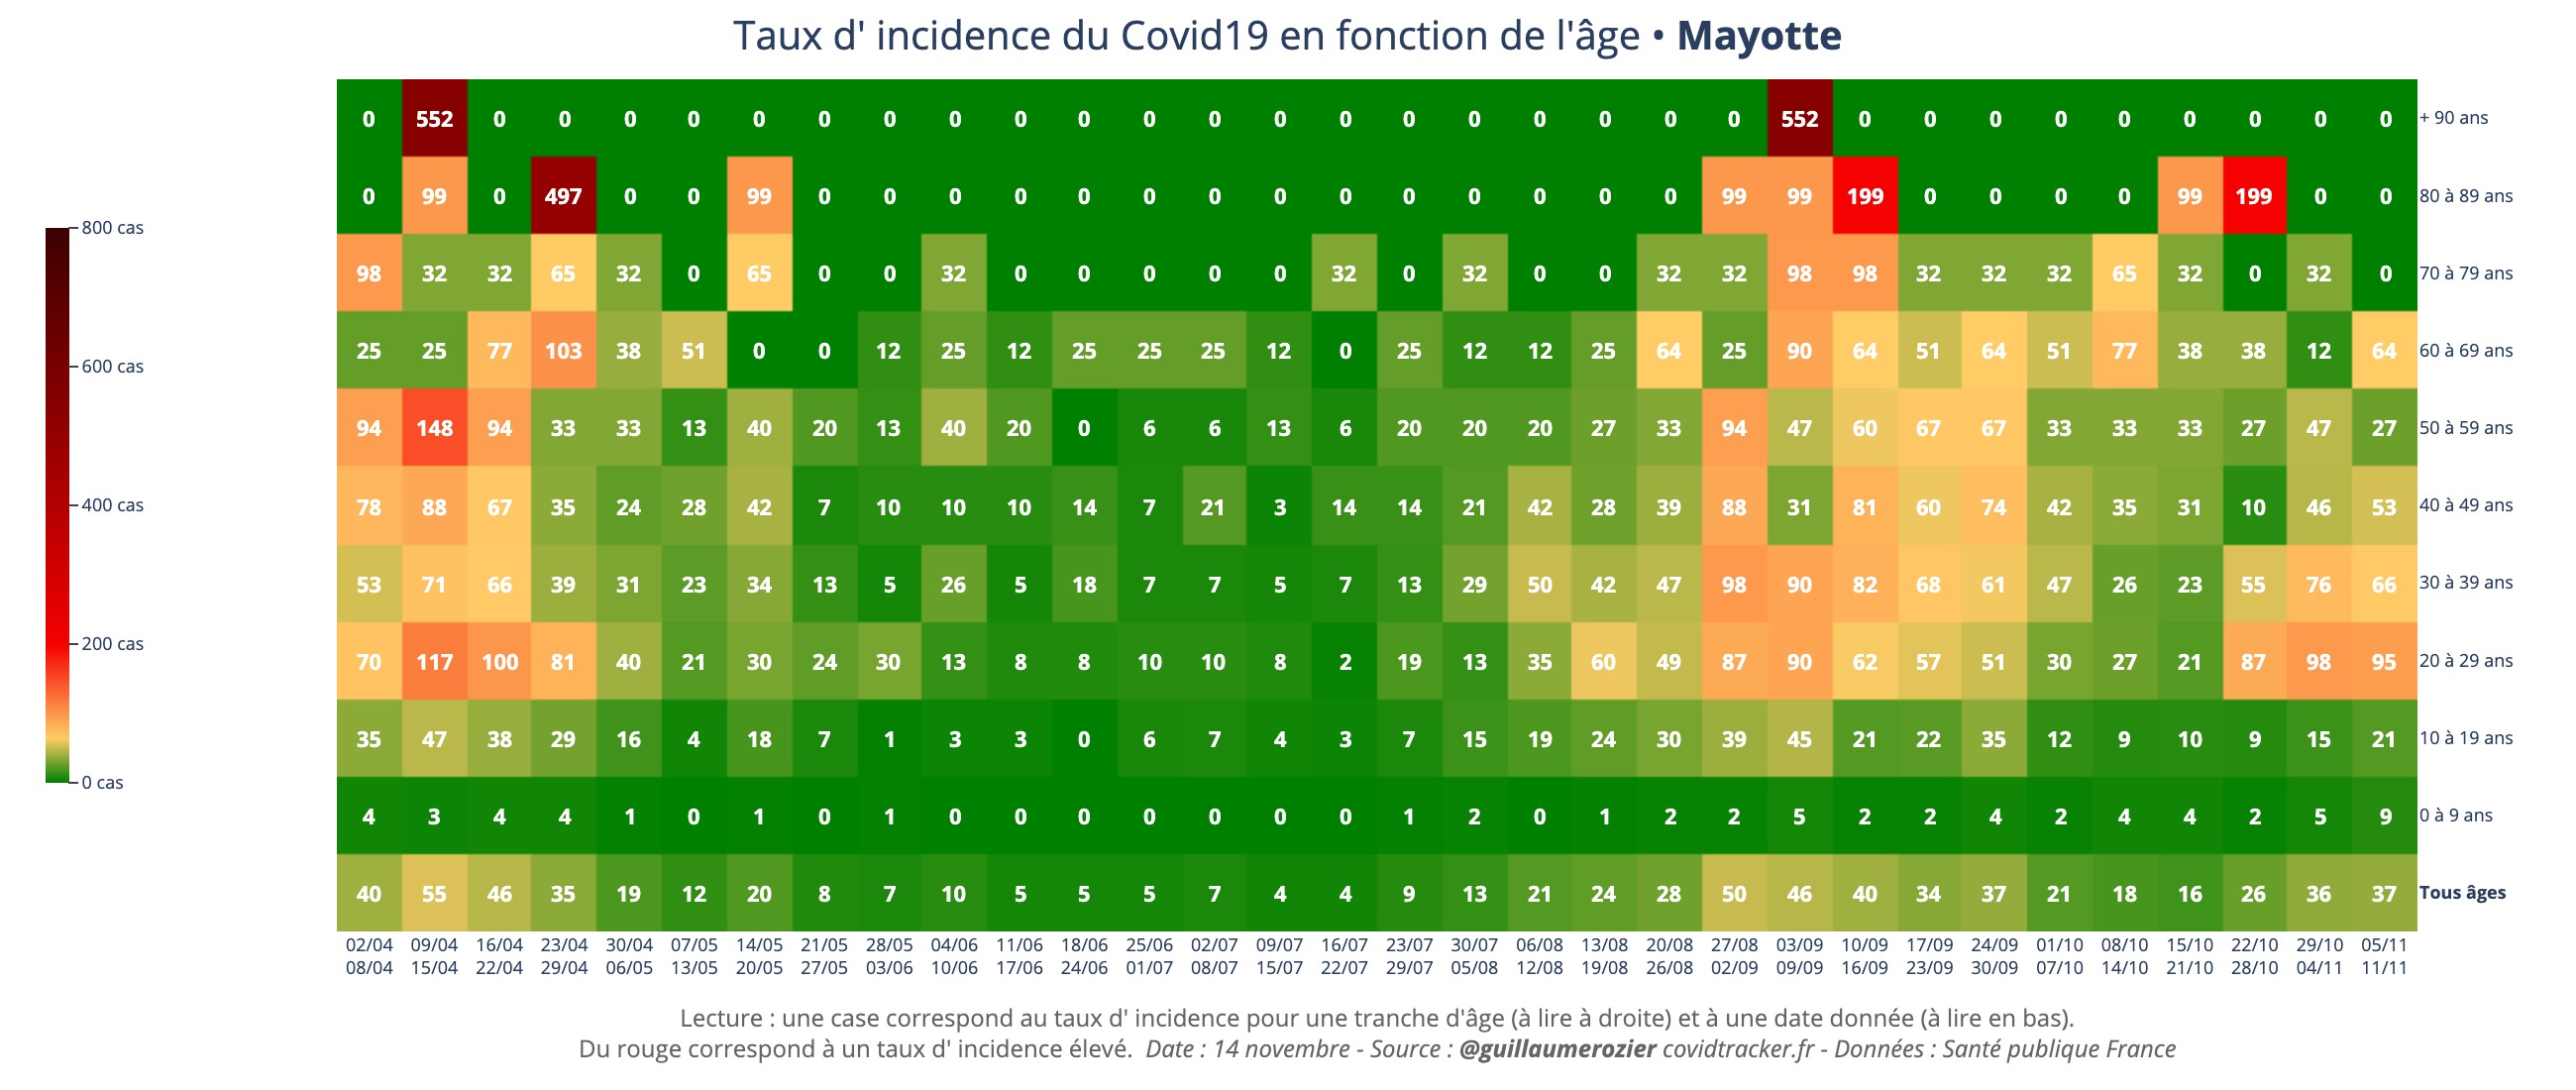 Taux d' incidence du Covid19 en fonction de l'âge • Mayotte
0 552 0 0 0 0 0 0 0 0 0 0 0 0 0 0 0 0 0 0 0 0 552 0 0 0 0 0 0 0 0 0 + 90 ans
0 99 0 497 0 0 99 0 0 0 0 0 0 0 0 0 0 0 0 0 0 99 99 199 0 0 0 0 99 199 0 0 80 à 89 ans
800 cas
98 32 32 65 32 0 65 0 0 32 0 0 0 0 0 32 0 32 0 0 32 32 98 98 32 32 32 65 32 0 32 0 70 à 79 ans
25 25 77 103 38 51 0 0 12 25 12 25 25 25 12 0 25 12 12 25 64 25 90 64 51 64 51 77 38 38 12 64 60 à 69 ans
600 cas
94 148 94 33 33 13 40 20 13 40 20 0 6 6 13 6 20 20 20 27 33 94 47 60 67 67 33 33 33 27 47 27 50 à 59 ans
400 cas
78 88 67 35 24 28 42 7 10 10 10 14 7 21 3 14 14 21 42 28 39 88 31 81 60 74 42 35 31 10 46 53 40 à 49 ans
53 71 66 39 31 23 34 13 5 26 5 18 7 7 5 7 13 29 50 42 47 98 90 82 68 61 47 26 23 55 76 66 30 à 39 ans
200 cas
70 117 100 81 40 21 30 24 30 13 8 8 10 10 8 2 19 13 35 60 49 87 90 62 57 51 30 27 21 87 98 95 20 à 29 ans
35 47 38 29 16 4 18 7 1 3 3 0 6 7 4 3 7 15 19 24 30 39 45 21 22 35 12 9 10 9 15 21 10 à 19 ans
0 cas
4 3 4 4 1 0 1 0 1 0 0 0 0 0 0 0 1 2 0 1 2 2 5 2 2 4 2 4 4 2 5 9 0 à 9 ans
40 55 46 35 19 12 20 8 7 10 5 5 5 7 4 4 9 13 21 24 28 50 46 40 34 37 21 18 16 26 36 37 Tous âges
02/04 09/04 16/04 23/04 30/04 07/05 14/05 21/05 28/05 04/06 11/06 18/06 25/06 02/07 09/07 16/07 23/07 30/07 06/08 13/08 20/08 27/08 03/09 10/09 17/09 24/09 01/10 08/10 15/10 22/10 29/10 05/11
08/04 15/04 22/04 29/04 06/05 13/05 20/05 27/05 03/06 10/06 17/06 24/06 01/07 08/07 15/07 22/07 29/07 05/08 12/08 19/08 26/08 02/09 09/09 16/09 23/09 30/09 07/10 14/10 21/10 28/10 04/11 11/11
Lecture : une case correspond au taux d' incidence pour une tranche d'âge (à lire à droite) et à une date donnée (à lire en bas).
Du rouge correspond à un taux d' incidence élevé. Date : 14 novembre - Source : @guillaumerozier covidtracker.fr - Données : Santé publique France